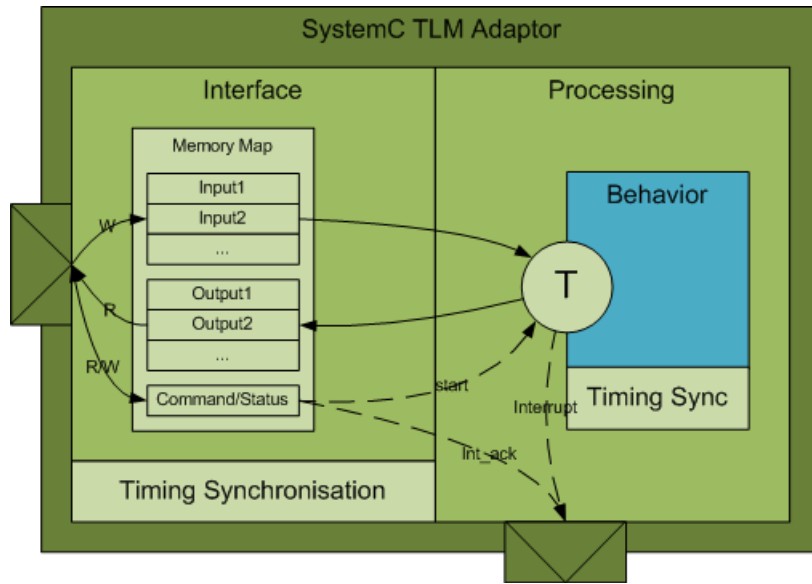 SystemC TLM Adaptor
Interface
Processing
Memory Map
Input1
Input2
...
Output1
Output2
...
Command/Status
W
R
R/W
Behavior
T
Timing Sync
start
Interrupt
Int_ack
Timing Synchronisation